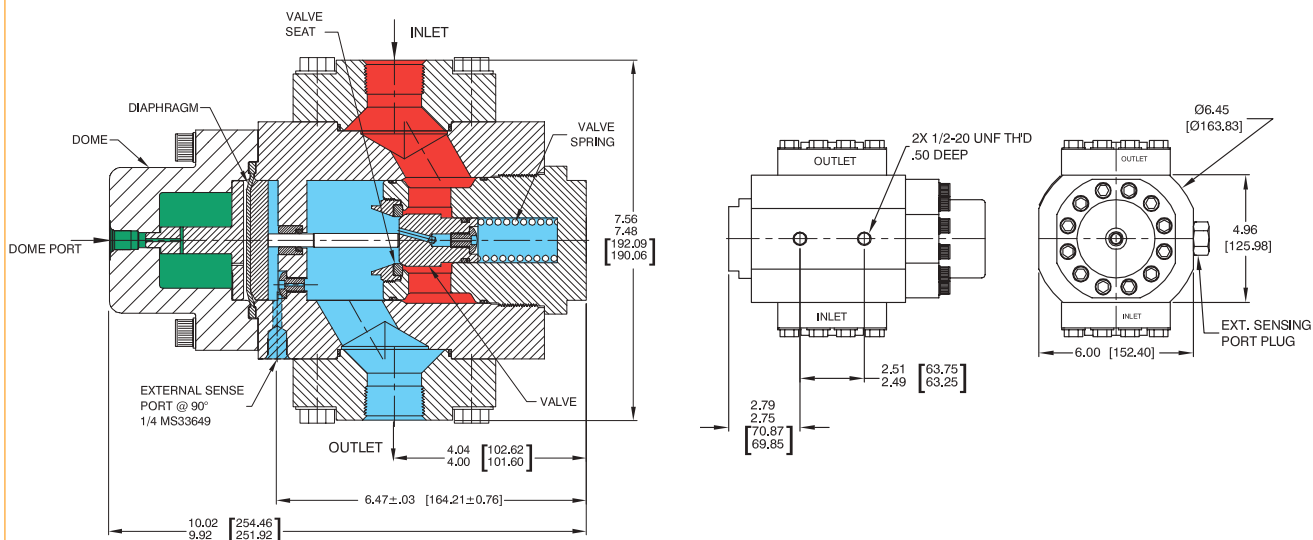 VALVE
SEAT
INLET
DIAPHRAGM
DOME
VALVE
SPRING
DOME PORT
7.56
7.48
[192.09
190.06]
EXTERNAL SENSE
PORT @ 90°
1/4 MS33649
OUTLET
VALVE
4.04
4.00
[102.62
101.60]
6.47±.03 [164.21±0.76]
10.02
9.92
[254.46
251.92]
OUTLET
2X 1/2-20 UNF TH'D
.50 DEEP
INLET
2.51
2.49
[63.75
63.25]
2.79
2.75
[70.87
69.85]
Ø6.45
[Ø163.83]
OUTLET
4.96
[125.98]
INLET
EXT. SENSING
PORT PLUG
6.00 [152.40]